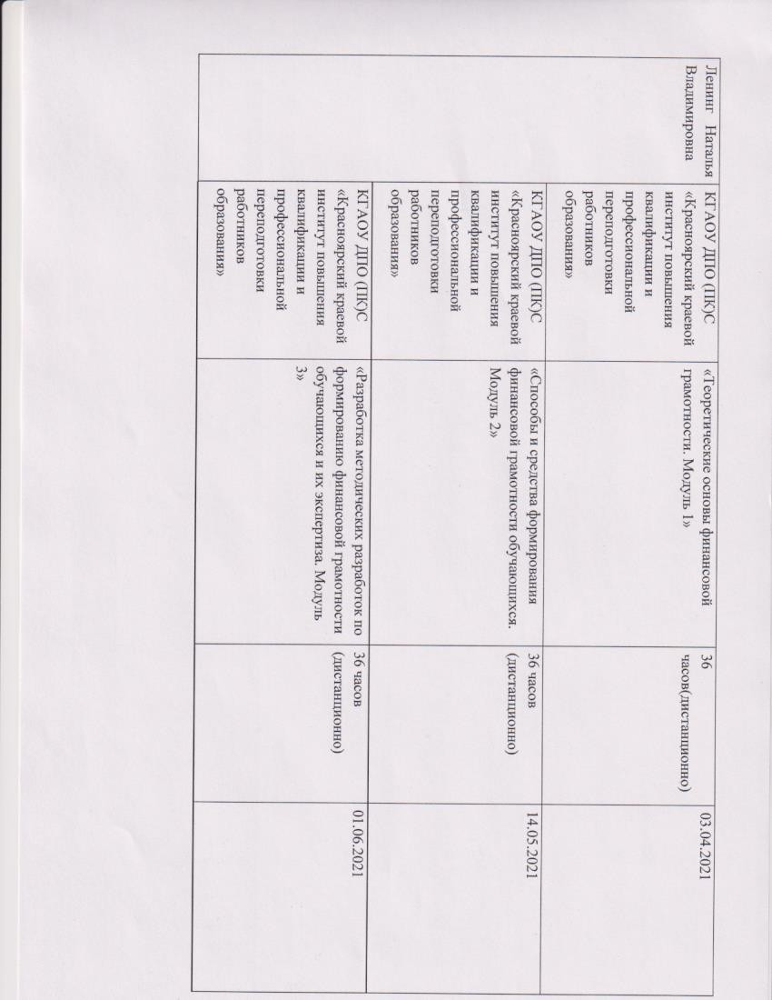 Ленинг Наталья
Владимировна
КГАОУ ДПО (ПК)С
«Красноярский краевой
институт повышения
квалификации и
профессиональной
переподготовки
работников
образования»
«Теоретические основы финансовой
грамотности. Модуль 1»
36
часов(дистанционно)
03.04.2021
КГАОУ ДПО (ПК)С
«Красноярский краевой
институт повышения
квалификации и
профессиональной
переподготовки
работников
образования»
«Способы и средства формирования
финансовой грамотности обучающихся.
Модуль 2»
36 часов
(дистанционно)
14.05.2021
КГАОУ ДПО (ПК)С
«Красноярский краевой
институт повышения
квалификации и
профессиональной
переподготовки
работников
образования»
«Разработка методических разработок по
формированию финансовой грамотности
обучающихся и их экспертиза. Модуль
3»
36 часов
(дистанционно)
01.06.2021